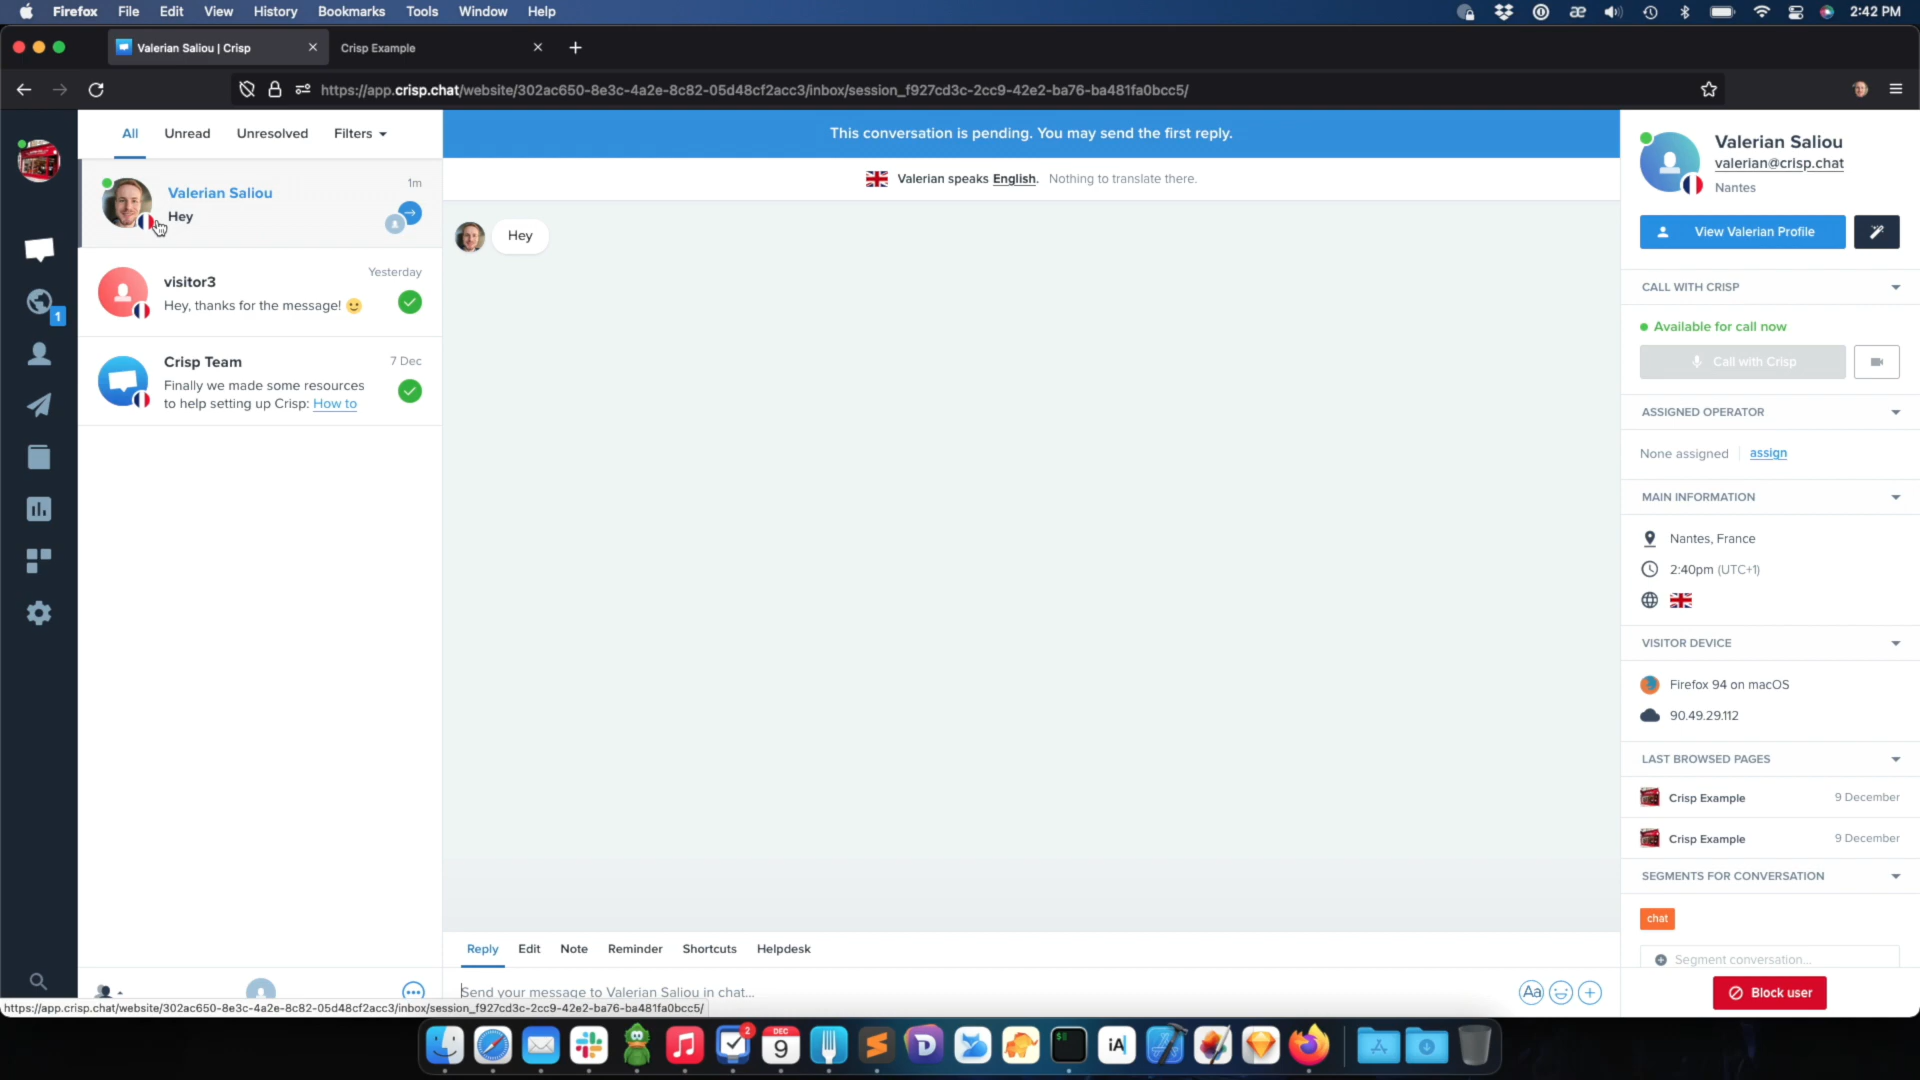 Firefox File Edit View History Bookmarks Tools Window Help 2:42 PM
Valerian Saliou | Crisp
Crisp Example
https://app.crisp.chat/website/302ac650-8e3c-4a2e-8c82-05d48cf2acc3/inbox/session_f927cd3c-2cc9-42e2-ba76-ba481fa0bcc5/
All Unread Unresolved Filters
Valerian Saliou
1m
Hey
visitor3
Yesterday
Hey, thanks for the message!
Crisp Team
7 Dec
Finally we made some resources
to help setting up Crisp: How to
1
This conversation is pending. You may send the first reply.
Valerian speaks English. Nothing to translate there.
Hey
Reply Edit Note Reminder Shortcuts Helpdesk
Send your message to Valerian Saliou in chat...
Aa
Valerian Saliou
valerian@crisp.chat
Nantes
View Valerian Profile
CALL WITH CRISP
Available for call now
Call with Crisp
ASSIGNED OPERATOR
None assigned assign
MAIN INFORMATION
Nantes, France
2:40pm (UTC+1)
VISITOR DEVICE
Firefox 94 on macOS
90.49.29.112
LAST BROWSED PAGES
Crisp Example 9 December
Crisp Example 9 December
SEGMENTS FOR CONVERSATION
chat
Segment conversation...
Block user
https://app.crisp.chat/website/302ac650-8e3c-4a2e-8c82-05d48cf2acc3/inbox/session_f927cd3c-2cc9-42e2-ba76-ba481fa0bcc5/
2
DEC
9
$
iA